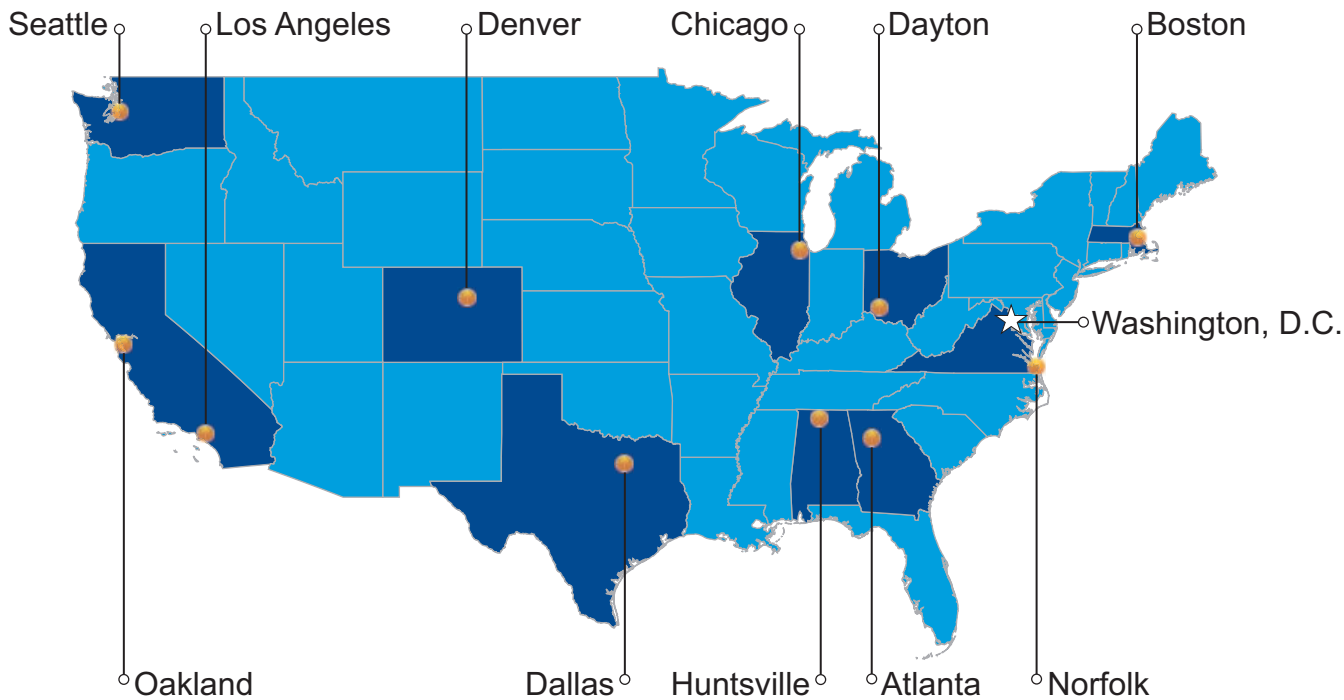 Seattle
Los Angeles
Denver
Chicago
Dayton
Boston
Washington, D.C.
Oakland
Dallas
Huntsville
Atlanta
Norfolk